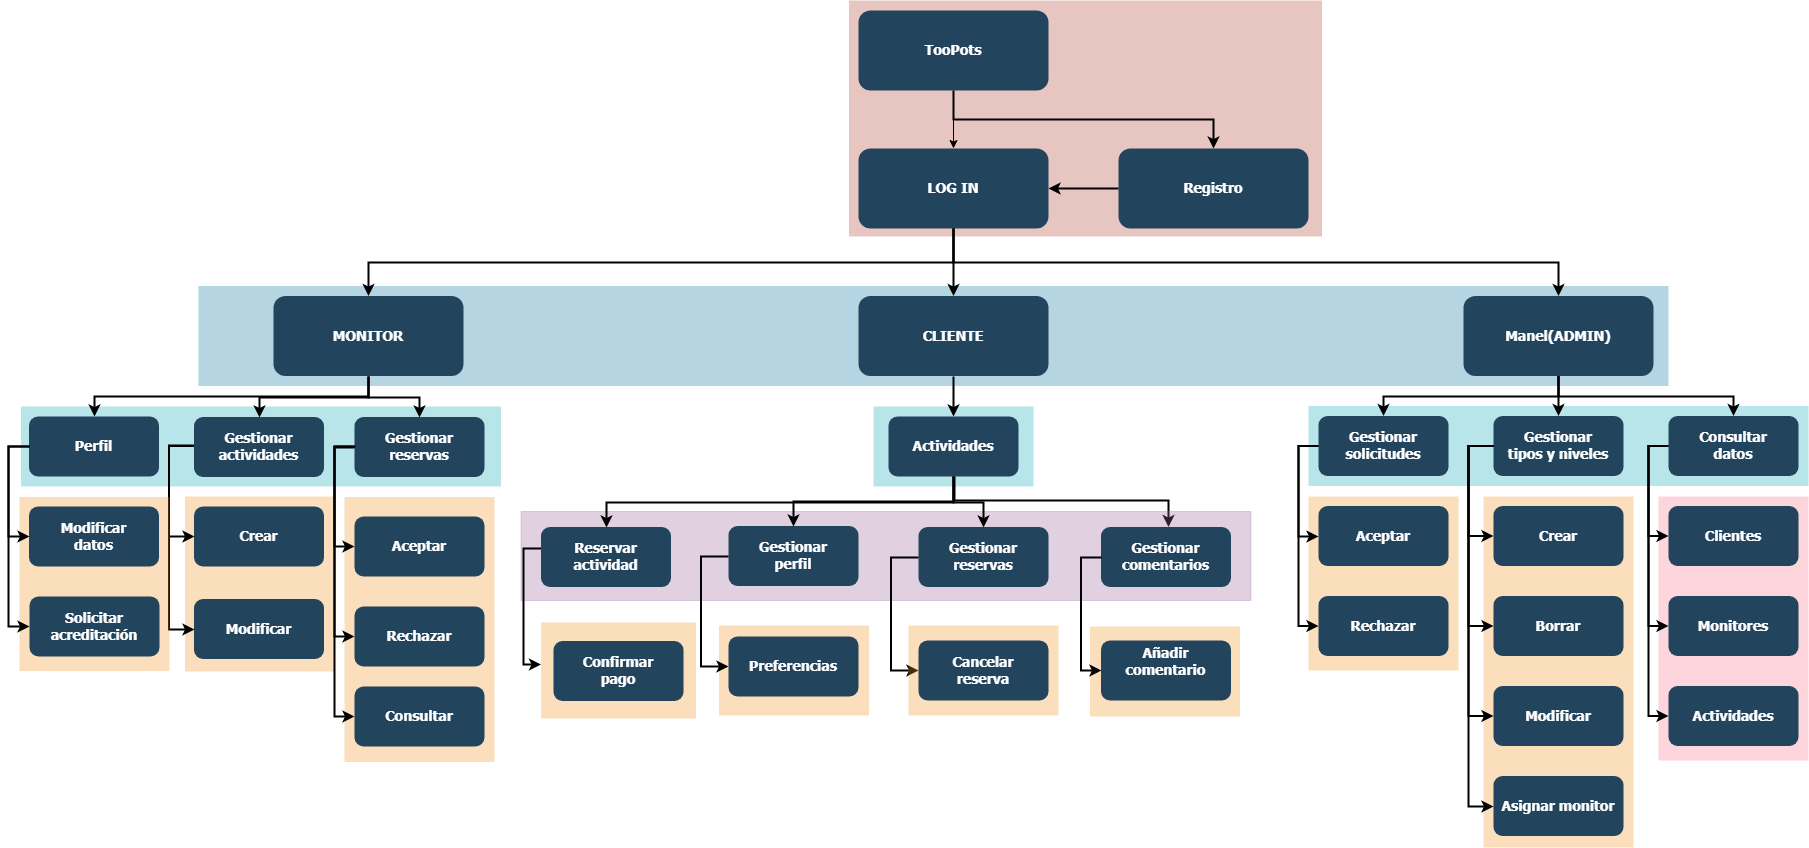 TooPots
LOG IN
Registro
MONITOR
CLIENTE
Manel(ADMIN)
Perfil
Gestionar
actividades
Gestionar
reservas
Actividades
Gestionar
solicitudes
Gestionar
tipos y niveles
Consultar
datos
Modificar
datos
Solicitar
acreditación
Crear
Modificar
Aceptar
Rechazar
Consultar
Reservar
actividad
Gestionar
perfil
Gestionar
reservas
Gestionar
comentarios
Confirmar
pago
Preferencias
Cancelar
reserva
Añadir
comentario
Aceptar
Rechazar
Crear
Borrar
Modificar
Asignar monitor
Clientes
Monitores
Actividades